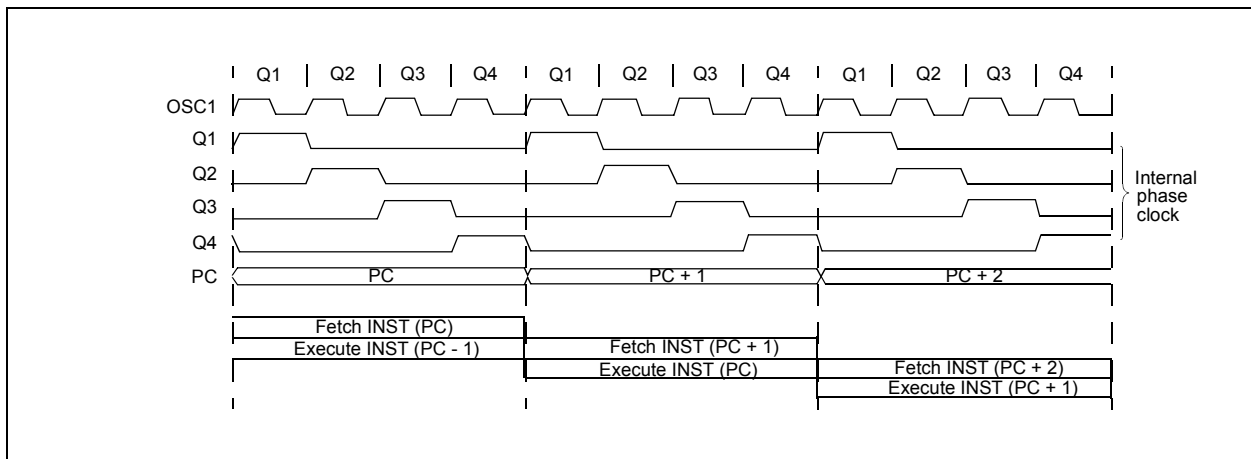 Q1 Q2 Q3 Q4 Q1 Q2 Q3 Q4 Q1 Q2 Q3 Q4
OSC1
Q1
Q2
Q3
Q4
Internal
phase
clock
PC PC PC + 1 PC + 2
Fetch INST (PC)
Execute INST (PC - 1) Fetch INST (PC + 1)
Execute INST (PC) Fetch INST (PC + 2)
Execute INST (PC + 1)